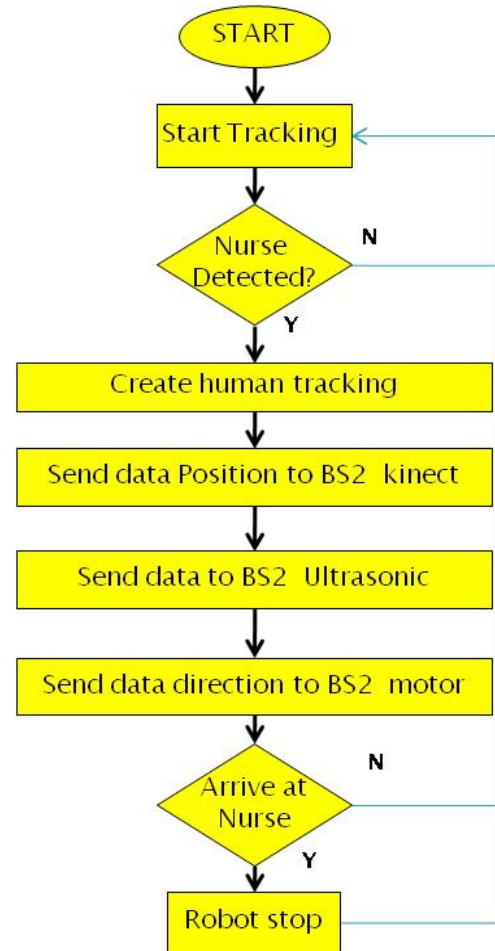 START
Start Tracking
Nurse
Detected?
N
Y
Create human tracking
Send data Position to BS2 kinect
Send data to BS2 Ultrasonic
Send data direction to BS2 motor
Arrive at
Nurse
N
Y
Robot stop